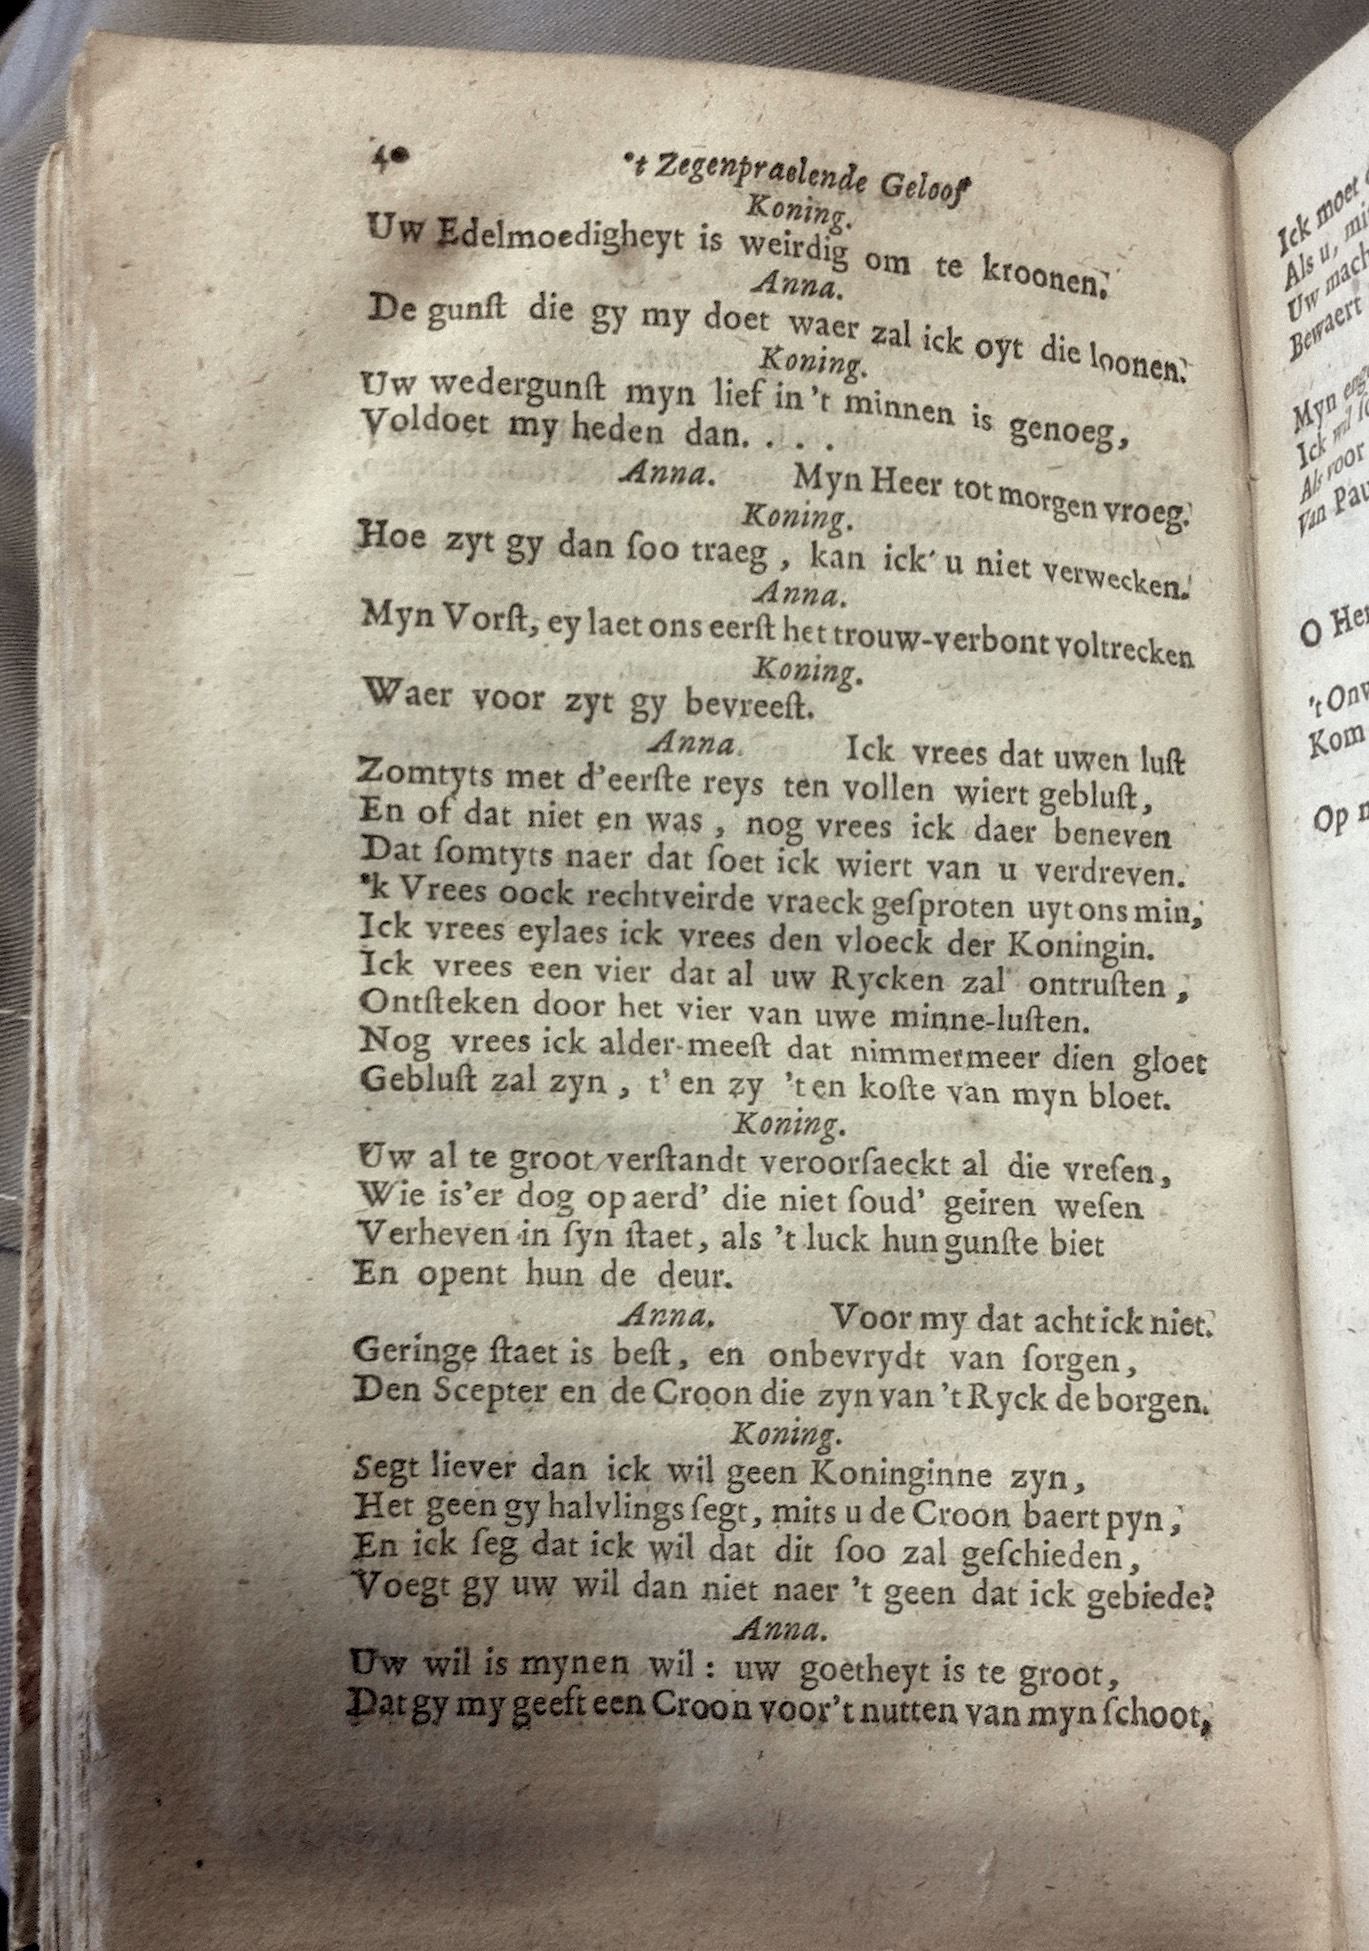 40 't Zegenpraelende Geloof
Koning.
Uw Edelmoedigheyt is weirdig om te kroonen.
Anna.
De gunſt die gy my doet waer zal ick oyt die loonen.
Koning.
Uw wedergunſt myn lief in 't minnen is genoeg,
Voldoet my heden dan. . . .
Anna. Myn Heer tot morgen vroeg.
Koning.
Hoe zyt gy dan ſoo traeg, kan ick u niet verwecken.
Anna.
Myn Vorſt, ey laet ons eerſt het trouw-verbont voltrecken
Koning.
Waer voor zyt gy bevreeſt.
Anna. Ick vrees dat uwen luſt
Zomtyts met d'eerſte reys ten vollen wiert gebluſt,
En of dat niet en was, nog vrees ick daer beneven
Dat ſomtyts naer dat ſoet ick wiert van u verdreven.
'k Vrees oock rechtveirde vraeck geſproten uyt ons min,
Ick vrees eylaes ick vrees den vloeck der Koningin.
Ick vrees een vier dat al uw Rycken zal ontruſten,
Ontſteken door het vier van uwe minne-luſten.
Nog vrees ick alder-meeſt dat nimmermeer dien gloet
Gebluſt zal zyn, t' en zy 't en koſte van myn bloet.
Koning.
Uw al te groot verſtandt veroorſaeckt al die vreſen,
Wie is'er dog op aerd' die niet ſoud' geiren weſen
Verheven in ſyn ſtaet, als 't luck hun gunſte biet
En opent hun de deur.
Anna. Voor my dat acht ick niet.
Geringe ſtaet is beſt, en onbevrydt van ſorgen,
Den Scepter en de Croon die zyn van 't Ryck de borgen.
Koning.
Segt liever dan ick wil geen Koninginne zyn,
Het geen gy halvlings ſegt, mits u de Croon baert pyn,
En ick ſeg dat ick wil dat dit ſoo zal geſchieden,
Voegt gy uw wil dan niet naer 't geen dat ick gebiede?
Anna.
Uw wil is mynen wil: uw goetheyt is te groot,
Dat gy my geeft een Croon voor't nutten van myn ſchoot,
Ick moet
Als u,
Uw
Bewaert
Myn
Ick wil
Als voor
Van
O
't
Kom
Op